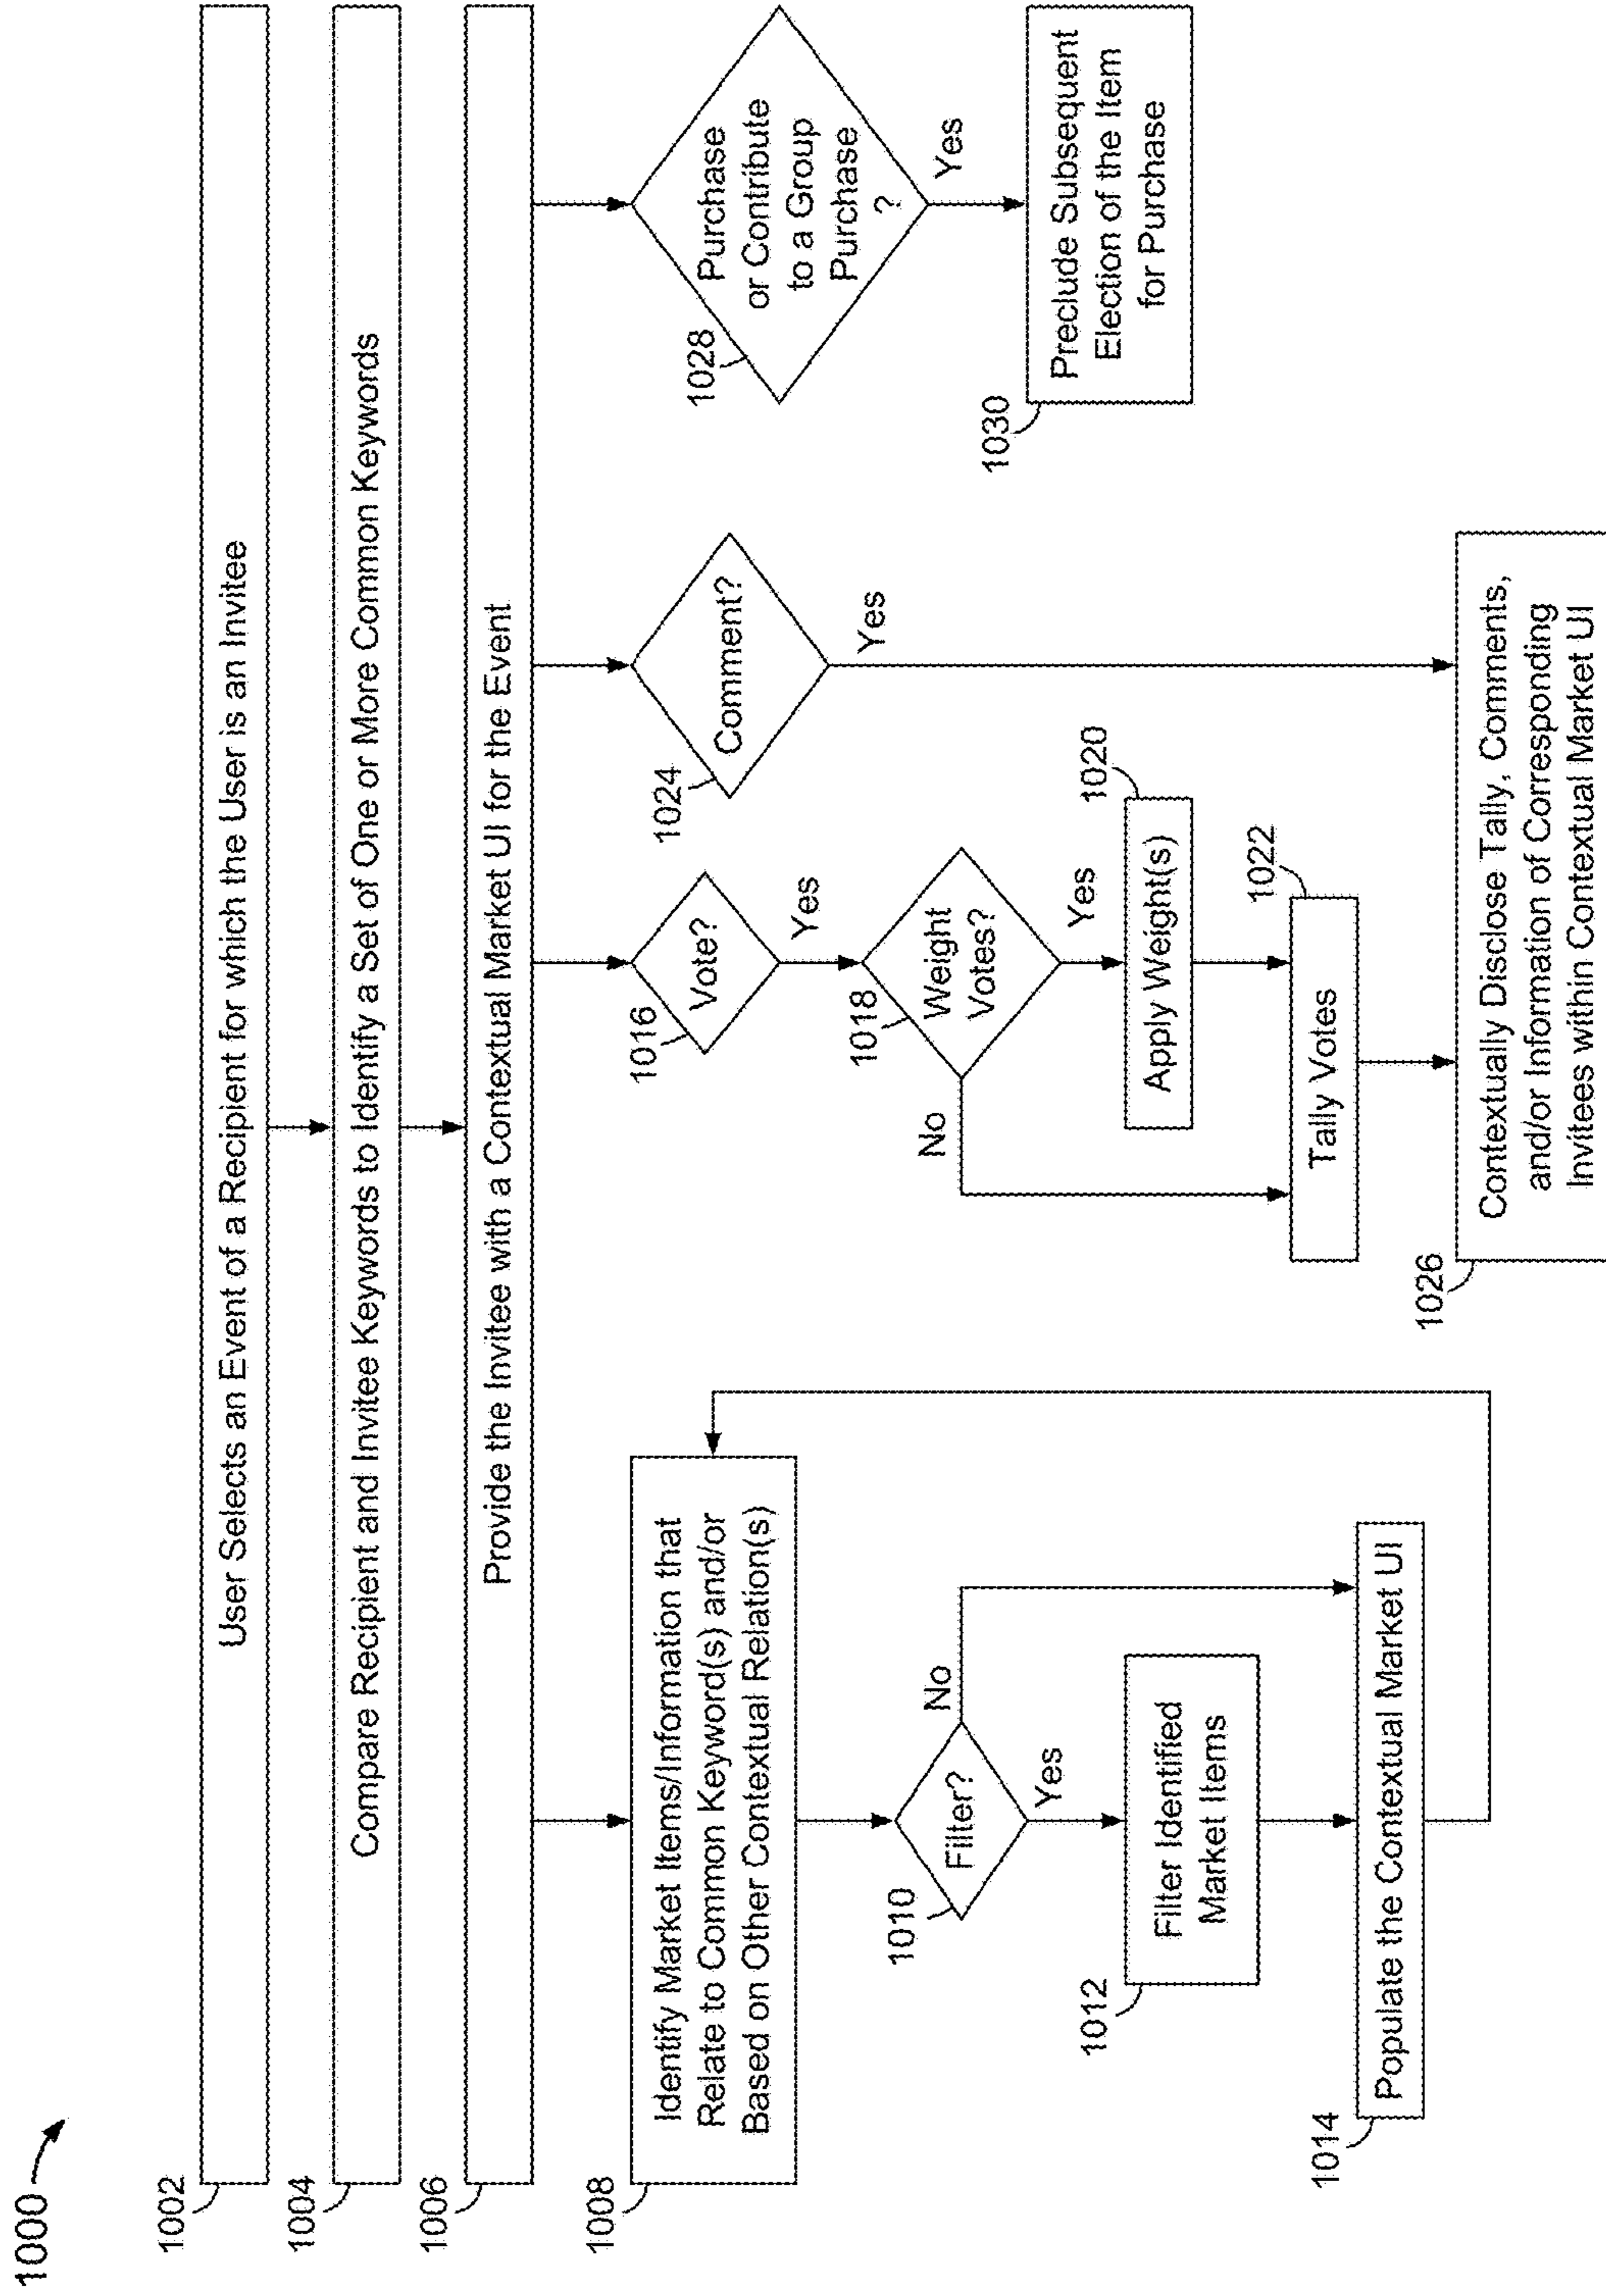 1000
1002
User Selects an Event of a Recipient for which the User is an Invitee
1004
Compare Recipient and Invitee Keywords to Identify a Set of One or More Common Keywords
1006
Provide the Invitee with a Contextual Market UI for the Event
1008
Identify Market Items/Information that
Relate to Common Keyword(s) and/or
Based on Other Contextual Relation(s)
1010
Filter?
No
Yes
1012
Filter Identified
Market Items
1014
Populate the Contextual Market UI
1016
Vote?
Yes
1018
Weight
Votes?
No
Yes
1020
Apply Weight(s)
1022
Tally Votes
1024
Comment?
Yes
1026
Contextually Disclose Tally, Comments,
and/or Information of Corresponding
Invitees within Contextual Market UI
1028
Purchase
or Contribute
to a Group
Purchase
?
Yes
1030
Preclude Subsequent
Election of the Item
for Purchase